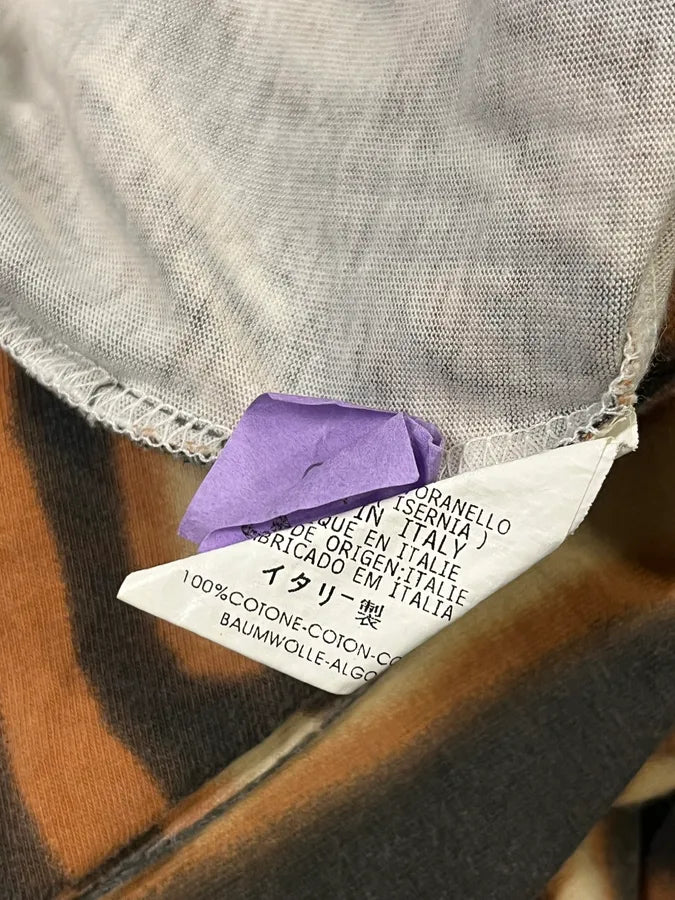 ORANELLO
ISERNIA )
IN ITALY
QUE EN ITALIE
DE ORIGEN:ITALIE
BRICADO EM ITALIA
イタリー製
100%COTONE-COTON-CO
BAUMWOLLE-ALGO